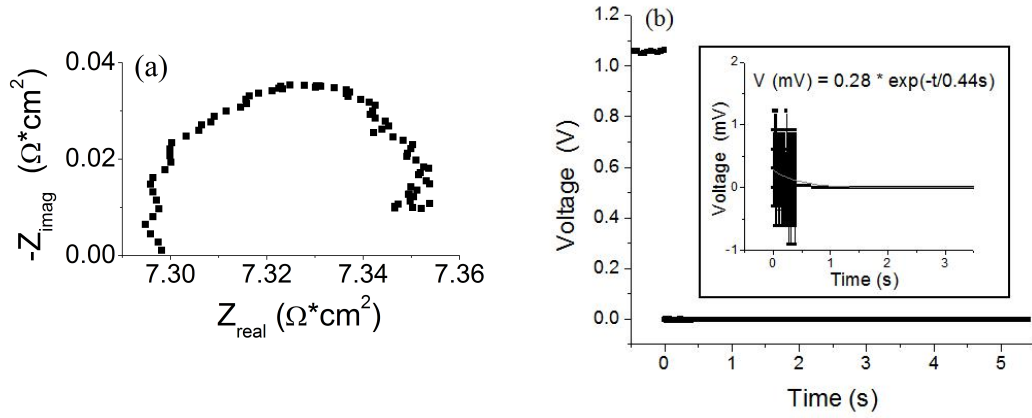 (a)
0.04
0.02
0.00
7.30 7.32 7.34 7.36
-Z_imag (Ω*cm²)
Z_real (Ω*cm2)
(b)
1.2
1.0
0.8
0.6
0.4
0.2
0.0
0 1 2 3 4 5
Voltage (V)
Time (s)
V (mV) = 0.28 * exp(-t/0.44s)
2
1
0
-1
0 1 2 3
Voltage (mV)
Time (s)